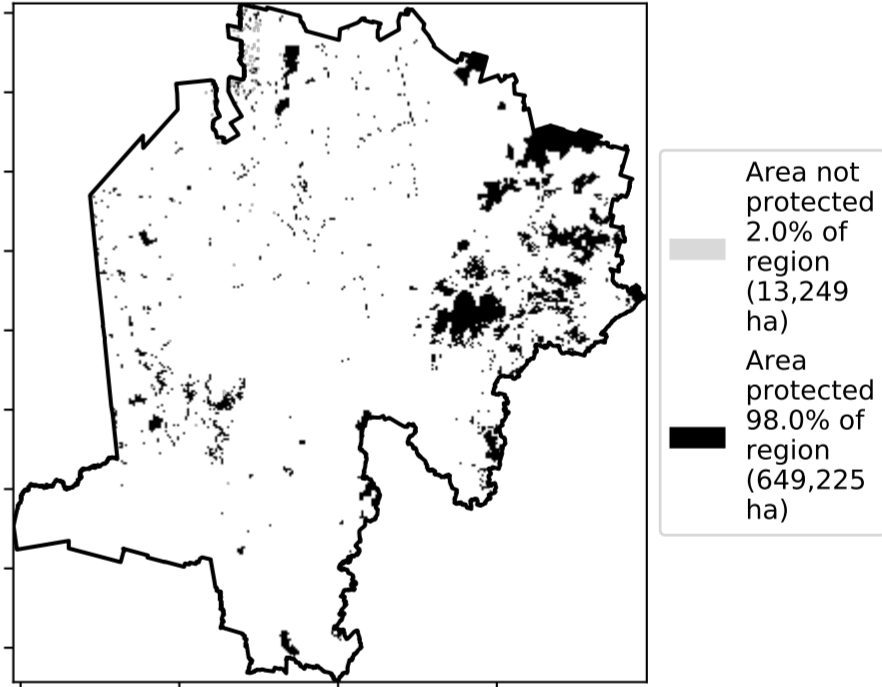 Area not
protected
2.0% of
region
(13,249
ha)
Area
protected
98.0% of
region
(649,225
ha)